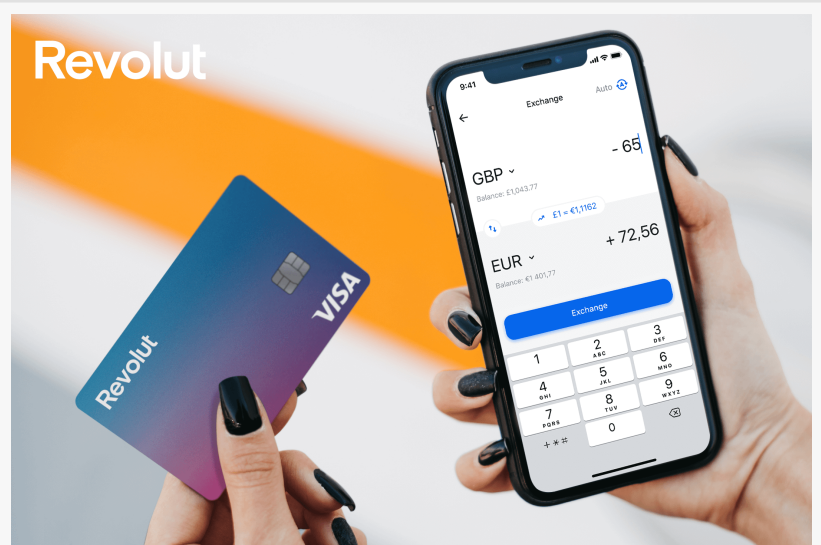 Revolut
Revolut
VISA
9:41
Exchange
Auto
GBP
- 65
Balance: £1,043.77
£1 = €1,1162
EUR
+ 72,56
Balance: €1 401,77
Exchange
1
2
ABC
3
DEF
4
GHI
5
JKL
6
MNO
7
PQRS
8
TUV
9
WXYZ
+ * #
0